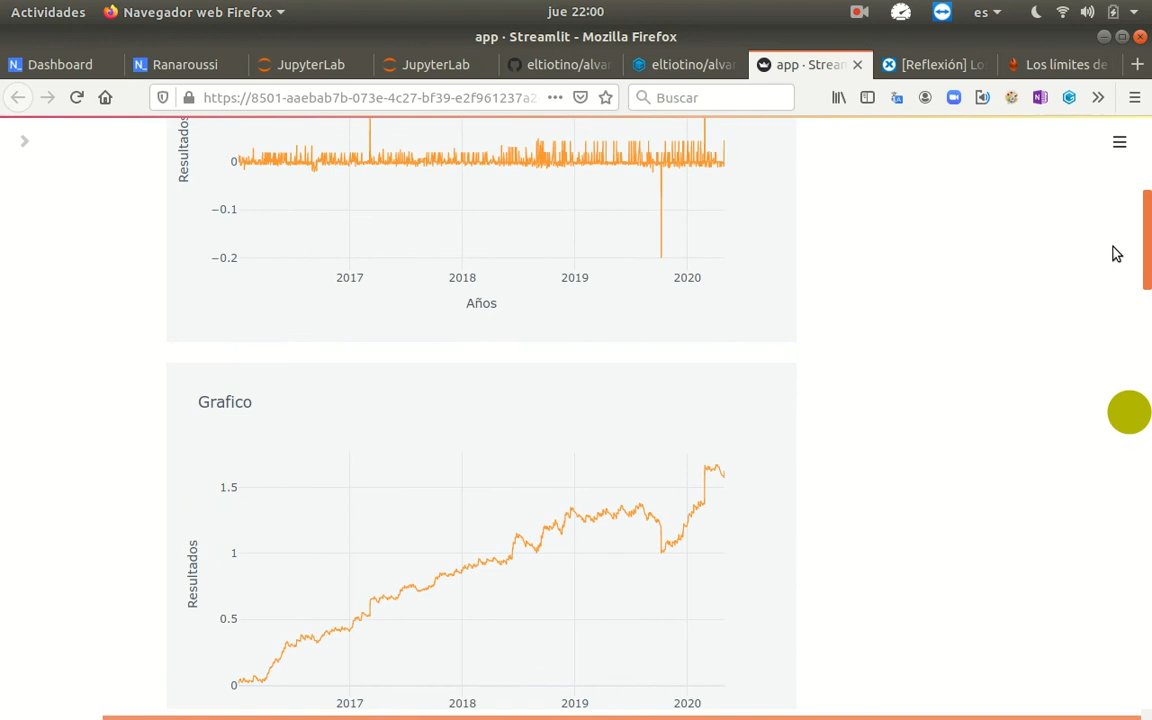 Actividades Navegador web Firefox jue 22:00 es
app · Streamlit - Mozilla Firefox
Dashboard Ranaroussi JupyterLab JupyterLab eltiotino/alvar eltiotino/alvar app · Stream [Reflexión] Lo Los límites de
https://8501-aaebab7b-073e-4c27-bf39-e2f961237a2 Buscar
Resultados
0
−0.1
−0.2
2017 2018 2019 2020
Años
Grafico
Resultados
1.5
1
0.5
0
2017 2018 2019 2020